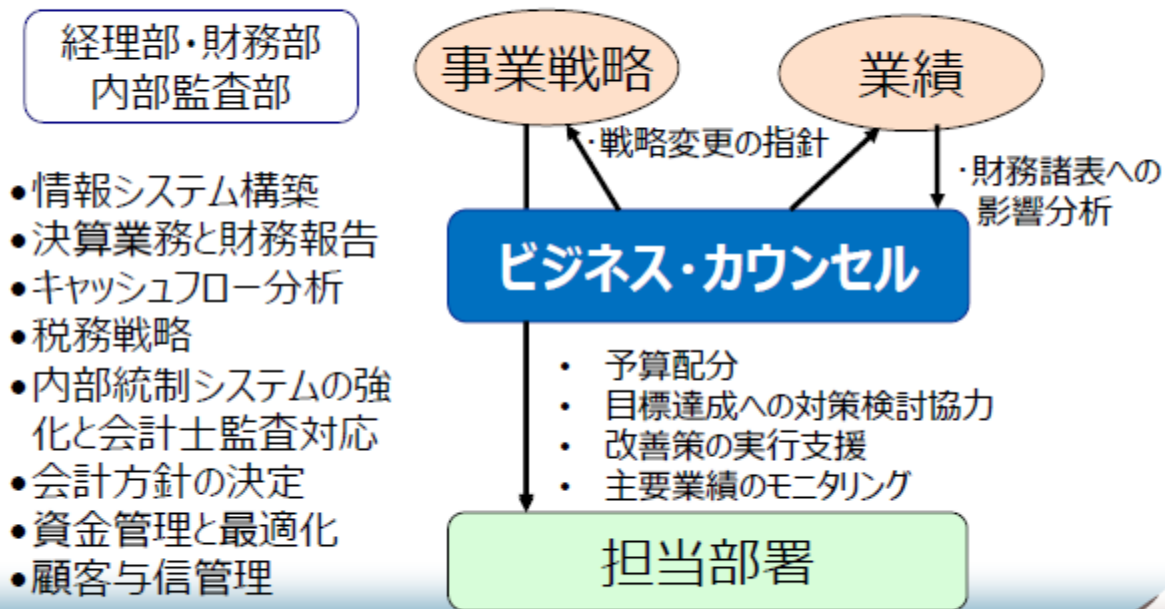 経理部・財務部
内部監査部
•情報システム構築
•決算業務と財務報告
•キャッシュフロー分析
•税務戦略
•内部統制システムの強
化と会計士監査対応
•会計方針の決定
•資金管理と最適化
•顧客与信管理
事業戦略
業績
・戦略変更の指針
・財務諸表への
影響分析
ビジネス・カウンセル
• 予算配分
• 目標達成への対策検討協力
• 改善策の実行支援
• 主要業績のモニタリング
担当部署